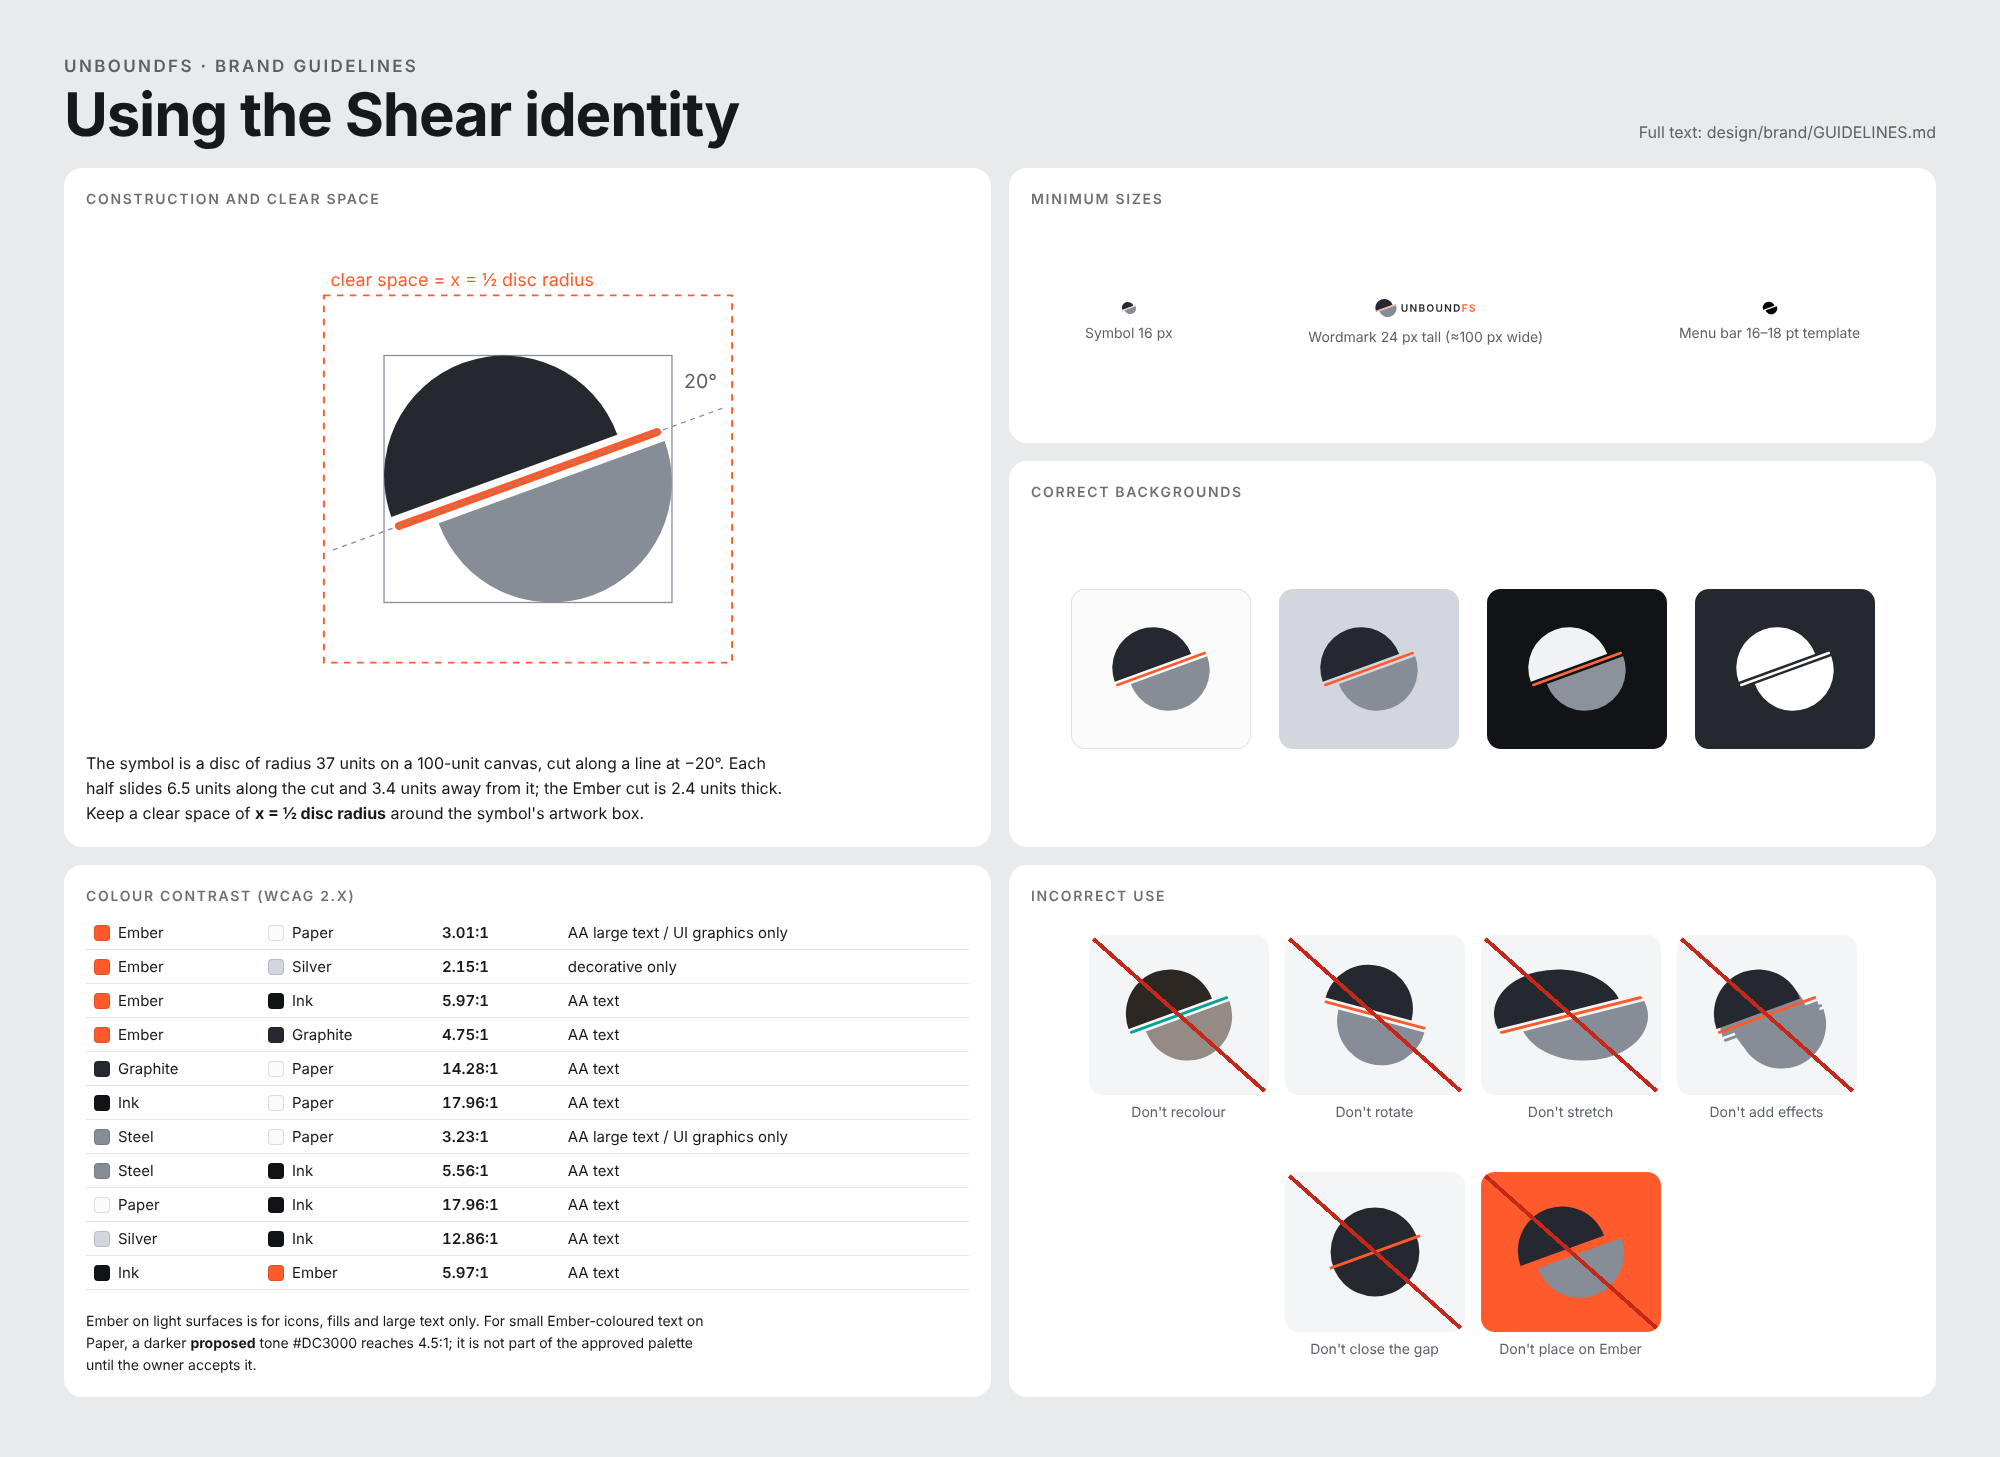 UNBOUNDFS · BRAND GUIDELINES
Using the Shear identity
Full text: design/brand/GUIDELINES.md
CONSTRUCTION AND CLEAR SPACE
clear space = x = ½ disc radius
20°
The symbol is a disc of radius 37 units on a 100-unit canvas, cut along a line at −20°. Each
half slides 6.5 units along the cut and 3.4 units away from it; the Ember cut is 2.4 units thick.
Keep a clear space of x = ½ disc radius around the symbol's artwork box.
MINIMUM SIZES
UNBOUNDFS
Symbol 16 px
Wordmark 24 px tall (≈100 px wide)
Menu bar 16–18 pt template
CORRECT BACKGROUNDS
COLOUR CONTRAST (WCAG 2.X)
Ember Paper 3.01:1 AA large text / UI graphics only
Ember Silver 2.15:1 decorative only
Ember Ink 5.97:1 AA text
Ember Graphite 4.75:1 AA text
Graphite Paper 14.28:1 AA text
Ink Paper 17.96:1 AA text
Steel Paper 3.23:1 AA large text / UI graphics only
Steel Ink 5.56:1 AA text
Paper Ink 17.96:1 AA text
Silver Ink 12.86:1 AA text
Ink Ember 5.97:1 AA text
Ember on light surfaces is for icons, fills and large text only. For small Ember-coloured text on
Paper, a darker proposed tone #DC3000 reaches 4.5:1; it is not part of the approved palette
until the owner accepts it.
INCORRECT USE
Don't recolour
Don't rotate
Don't stretch
Don't add effects
Don't close the gap
Don't place on Ember